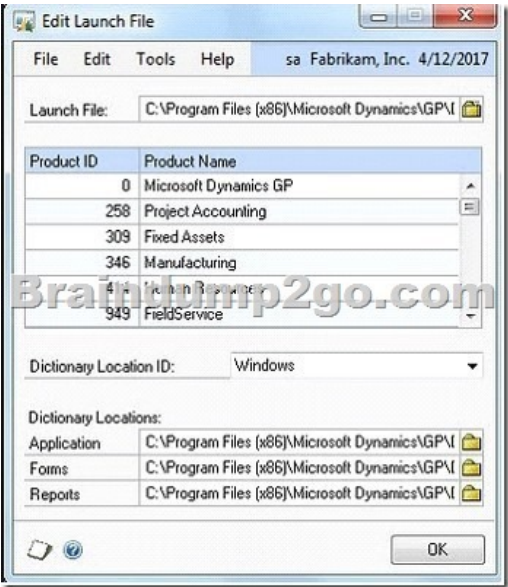 Edit Launch File
File Edit Tools Help sa Fabrikam, Inc. 4/12/2017
Launch File: C:\Program Files (x86)\Microsoft Dynamics\GP\
Product ID Product Name
0 Microsoft Dynamics GP
258 Project Accounting
309 Fixed Assets
346 Manufacturing
414 Human Resources
Braindump2go.com
949 FieldService
Dictionary Location ID: Windows
Dictionary Locations:
Application C:\Program Files (x86)\Microsoft Dynamics\GP\
Forms C:\Program Files (x86)\Microsoft Dynamics\GP\
Reports C:\Program Files (x86)\Microsoft Dynamics\GP\
OK